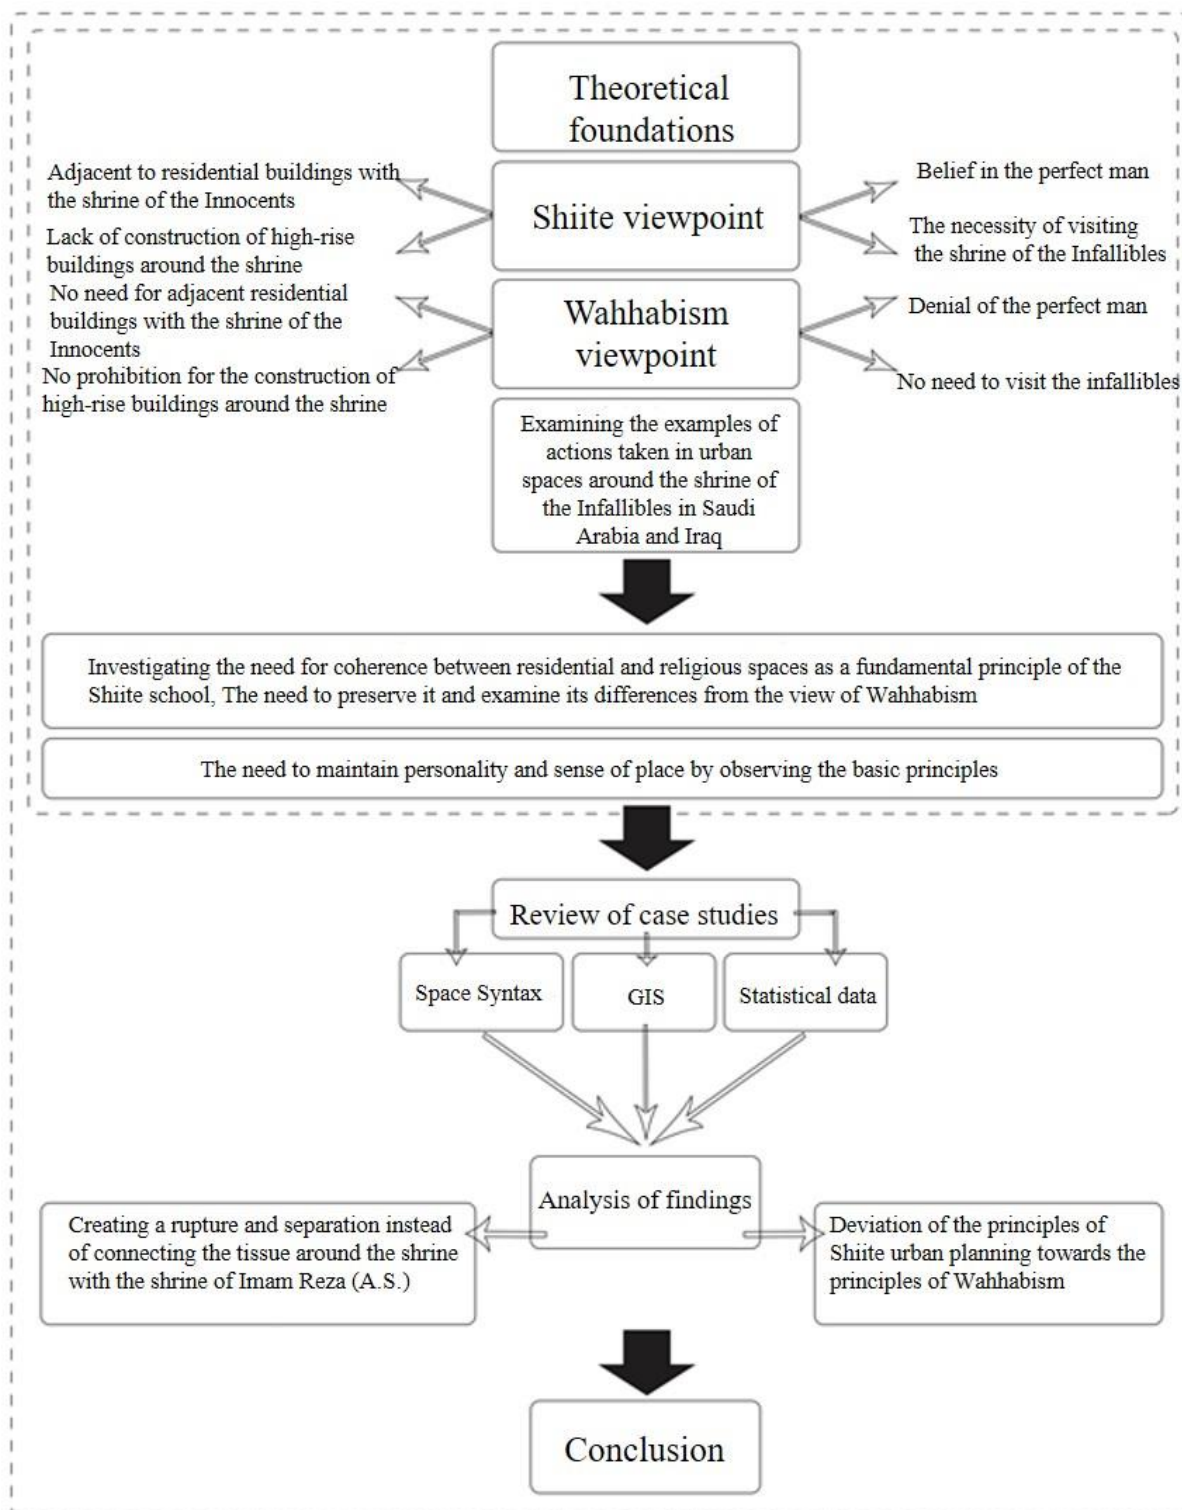 Theoretical
foundations
Adjacent to residential buildings with
the shrine of the Innocents
Lack of construction of high-rise
buildings around the shrine
Shiite viewpoint
Belief in the perfect man
The necessity of visiting
the shrine of the Infallibles
No need for adjacent residential
buildings with the shrine of the
Innocents
No prohibition for the construction of
high-rise buildings around the shrine
Wahhabism
viewpoint
Denial of the perfect man
No need to visit the infallibles
Examining the examples of
actions taken in urban
spaces around the shrine of
the Infallibles in Saudi
Arabia and Iraq
Investigating the need for coherence between residential and religious spaces as a fundamental principle of the
Shiite school, The need to preserve it and examine its differences from the view of Wahhabism
The need to maintain personality and sense of place by observing the basic principles
Review of case studies
Space Syntax
GIS
Statistical data
Analysis of findings
Creating a rupture and separation instead
of connecting the tissue around the shrine
with the shrine of Imam Reza (A.S.)
Deviation of the principles of
Shiite urban planning towards the
principles of Wahhabism
Conclusion